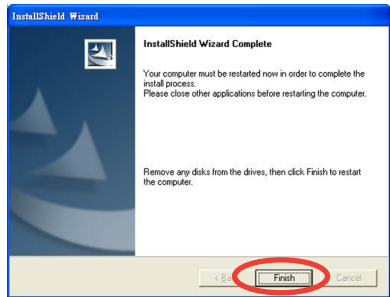 InstallShield Wizard
InstallShield Wizard Complete
Your computer must be restarted now in order to complete the
install process.
Please close other applications before restarting the computer.
Remove any disks from the drives, then click Finish to restart
the computer.
Finish
Cancel